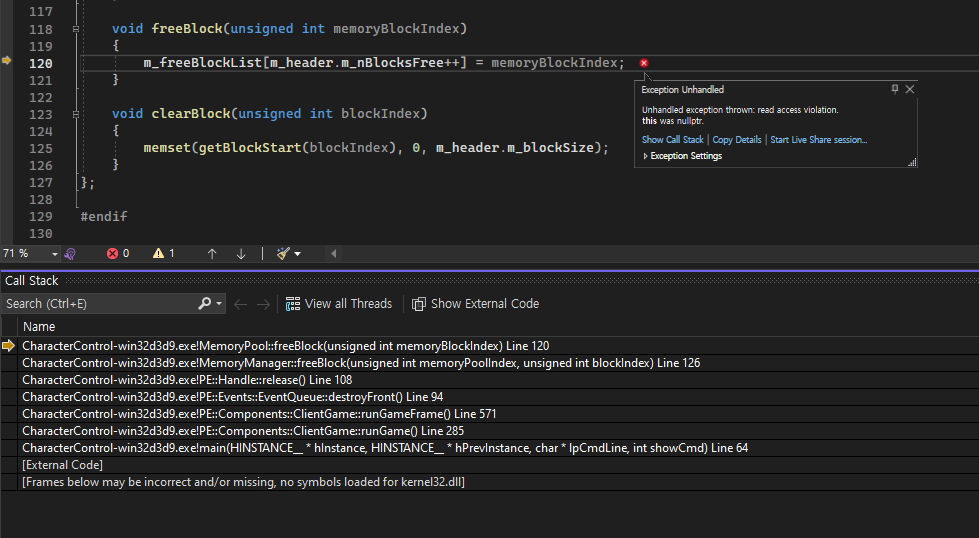 117
118 void freeBlock(unsigned int memoryBlockIndex)
119 {
120 m_freeBlockList[m_header.m_nBlocksFree++] = memoryBlockIndex;
121 }
122
123 void clearBlock(unsigned int blockIndex)
124 {
125 memset(getBlockStart(blockIndex), 0, m_header.m_blockSize);
126 }
127 };
128
129 #endif
130
Exception Unhandled
Unhandled exception thrown: read access violation.
this was nullptr.
Show Call Stack | Copy Details | Start Live Share session...
Exception Settings
71 % 0 1
Call Stack
Search (Ctrl+E) View all Threads Show External Code
Name
CharacterControl-win32d3d9.exe!MemoryPool::freeBlock(unsigned int memoryBlockIndex) Line 120
CharacterControl-win32d3d9.exe!MemoryManager::freeBlock(unsigned int memoryPoolIndex, unsigned int blockIndex) Line 126
CharacterControl-win32d3d9.exe!PE::Handle::release() Line 108
CharacterControl-win32d3d9.exe!PE::Events::EventQueue::destroyFront() Line 94
CharacterControl-win32d3d9.exe!PE::Components::ClientGame::runGameFrame() Line 571
CharacterControl-win32d3d9.exe!PE::Components::ClientGame::runGame() Line 285
CharacterControl-win32d3d9.exe!main(HINSTANCE__ * hInstance, HINSTANCE__ * hPrevInstance, char * lpCmdLine, int showCmd) Line 64
[External Code]
[Frames below may be incorrect and/or missing, no symbols loaded for kernel32.dll]